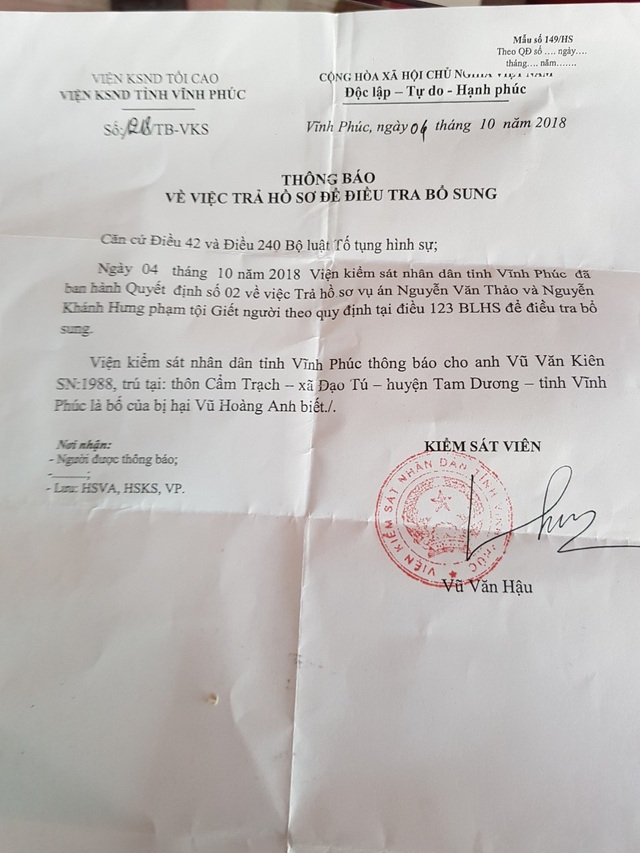 Mẫu số 149/HS
Theo QĐ số .... ngày....
tháng.... năm.......
VIỆN KSND TỐI CAO
VIỆN KSND TỈNH VĨNH PHÚC
CỘNG HÒA XÃ HỘI CHỦ NGHĨA VIỆT NAM
Độc lập – Tự do - Hạnh phúc
Số: /TB-VKS
Vĩnh Phúc, ngày 04 tháng 10 năm 2018
THÔNG BÁO
VỀ VIỆC TRẢ HỒ SƠ ĐỂ ĐIỀU TRA BỔ SUNG
Căn cứ Điều 42 và Điều 240 Bộ luật Tố tụng hình sự;
Ngày 04 tháng 10 năm 2018 Viện kiểm sát nhân dân tỉnh Vĩnh Phúc đã
ban hành Quyết định số 02 về việc Trả hồ sơ vụ án Nguyễn Văn Thảo và Nguyễn
Khánh Hưng phạm tội Giết người theo quy định tại điều 123 BLHS để điều tra bổ
sung.
Viện kiểm sát nhân dân tỉnh Vĩnh Phúc thông báo cho anh Vũ Văn Kiên
SN:1988, trú tại: thôn Cẩm Trạch – xã Đạo Tú – huyện Tam Dương – tỉnh Vĩnh
Phúc là bố của bị hại Vũ Hoàng Anh biết./.
Nơi nhận:
- Người được thông báo;
-______;
- Lưu: HSVA, HSKS, VP.
KIỂM SÁT VIÊN
VIỆN KIỂM SÁT NHÂN DÂN TỈNH VĨNH PHÚC
Vũ Văn Hậu